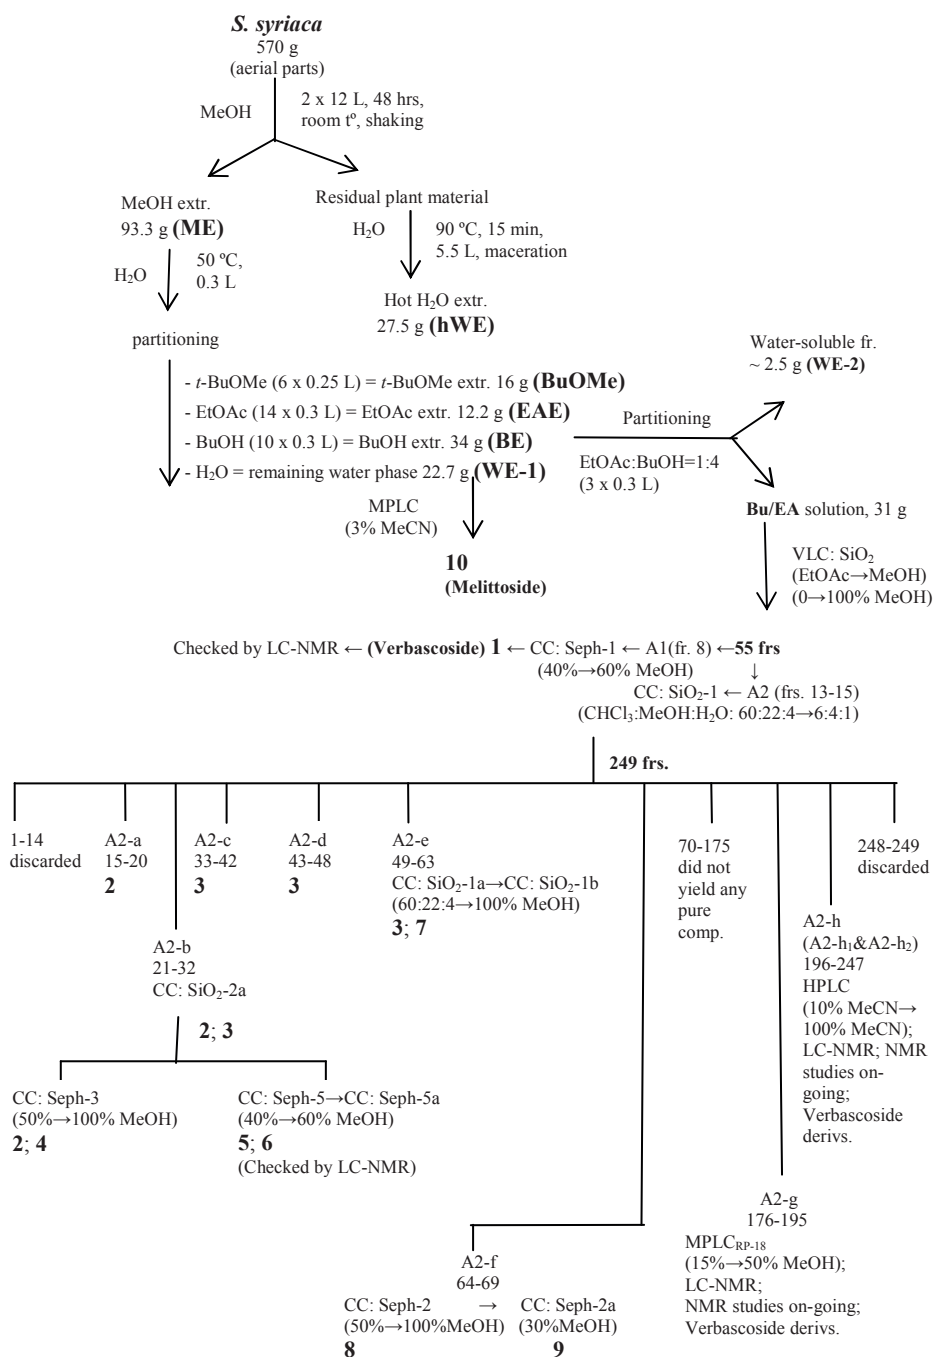 S. syriaca
570 g
(aerial parts)
MeOH
2 x 12 L, 48 hrs,
room tº, shaking
MeOH extr.
93.3 g (ME)
Residual plant material
H₂O
50 ºC,
0.3 L
H₂O
90 ºC, 15 min,
5.5 L, maceration
Hot H₂O extr.
27.5 g (hWE)
partitioning
- t-BuOMe (6 x 0.25 L) = t-BuOMe extr. 16 g (BuOMe)
- EtOAc (14 x 0.3 L) = EtOAc extr. 12.2 g (EAE)
- BuOH (10 x 0.3 L) = BuOH extr. 34 g (BE)
- H₂O = remaining water phase 22.7 g (WE-1)
Partitioning
EtOAc:BuOH=1:4
(3 x 0.3 L)
Water-soluble fr.
~ 2.5 g (WE-2)
Bu/EA solution, 31 g
MPLC
(3% MeCN)
10
(Melittoside)
VLC: SiO₂
(EtOAc→MeOH)
(0→100% MeOH)
Checked by LC-NMR ← (Verbascoside) 1 ← CC: Seph-1 ← A1(fr. 8) ←55 frs
(40%→60% MeOH) ↓
CC: SiO₂-1 ← A2 (frs. 13-15)
(CHCl₃:MeOH:H₂O: 60:22:4→6:4:1)
249 frs.
1-14
discarded
A2-a
15-20
2
A2-b
21-32
CC: SiO₂-2a
2; 3
CC: Seph-3
(50%→100% MeOH)
2; 4
CC: Seph-5→CC: Seph-5a
(40%→60% MeOH)
5; 6
(Checked by LC-NMR)
A2-c
33-42
3
A2-d
43-48
3
A2-e
49-63
CC: SiO₂-1a→CC: SiO₂-1b
(60:22:4→100% MeOH)
3; 7
A2-f
64-69
CC: Seph-2 → CC: Seph-2a
(50%→100%MeOH) (30%MeOH)
8 9
70-175
did not
yield any
pure
comp.
A2-g
176-195
MPLC_RP-18
(15%→50% MeOH);
LC-NMR;
NMR studies on-going;
Verbascoside derivs.
A2-h
(A2-h₁&A2-h₂)
196-247
HPLC
(10% MeCN→
100% MeCN);
LC-NMR; NMR
studies on-
going;
Verbascoside
derivs.
248-249
discarded